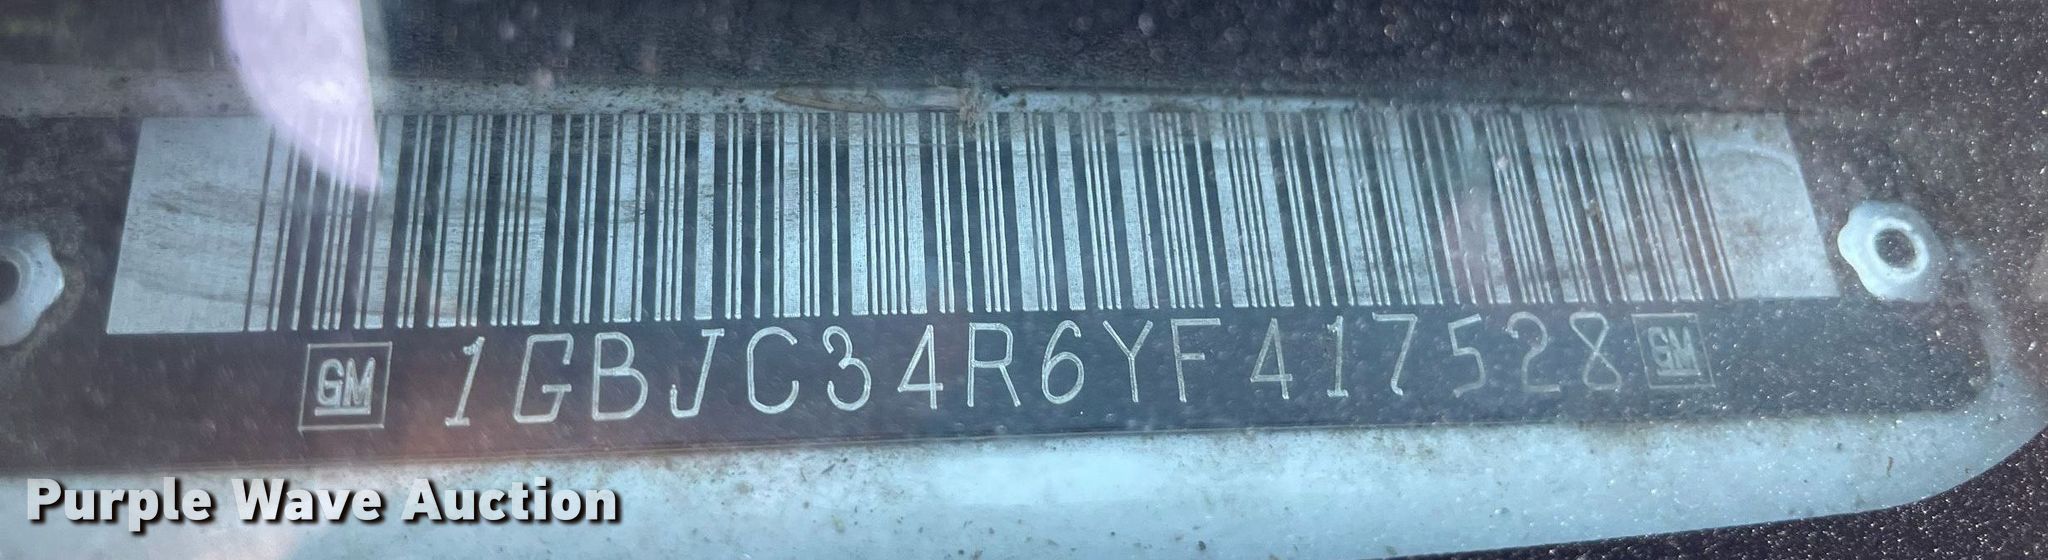 GM 1GBJC34R6YF417528 GM
Purple Wave Auction